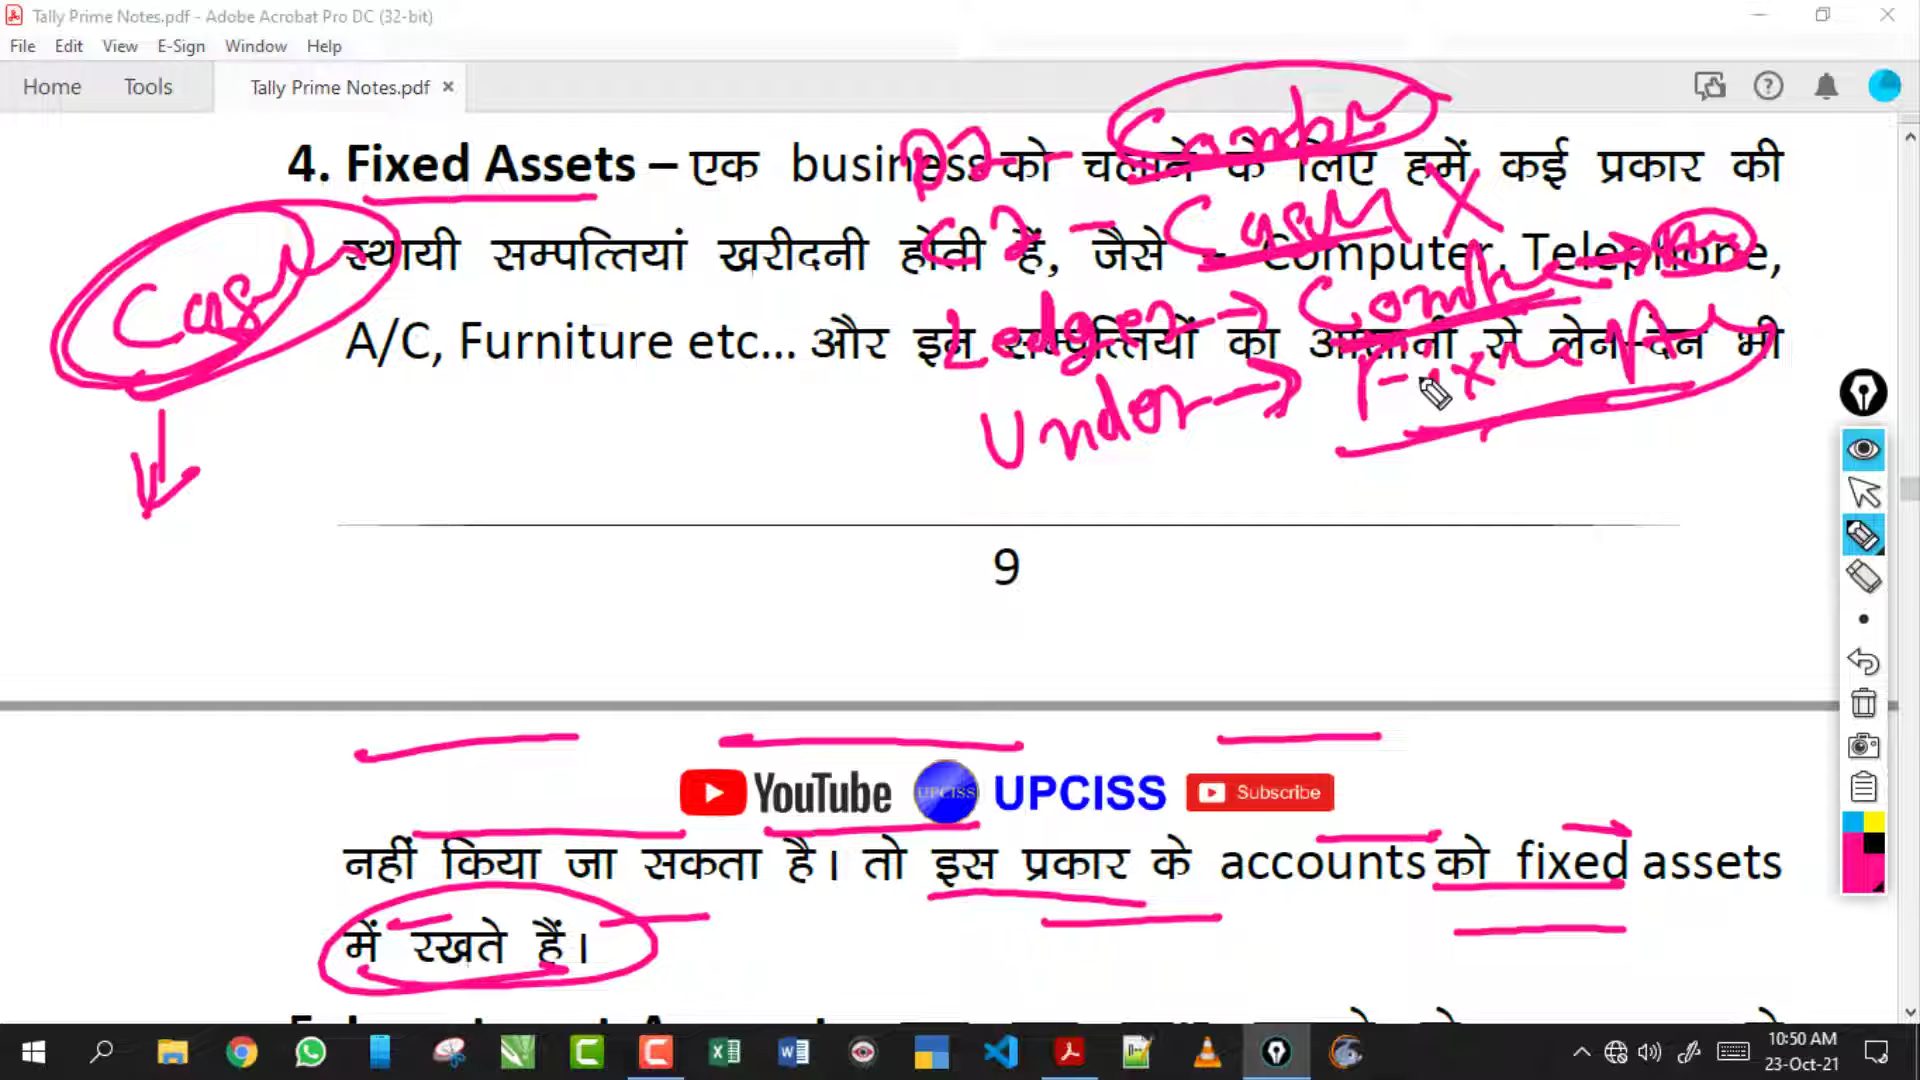 Tally Prime Notes.pdf - Adobe Acrobat Pro DC (32-bit)
File Edit View E-Sign Window Help
Home Tools Tally Prime Notes.pdf ×
4. Fixed Assets – एक business को चलाने के लिए हमें कई प्रकार की
स्थायी सम्पत्तियां खरीदनी होती हैं, जैसे - Computer, Telephone,
A/C, Furniture etc... और इन सम्पत्तियों का आसानी से लेन-देन भी
Cash
Cash X
Ledger →
Under →
9
YouTube UPCISS UPCISS Subscribe
नहीं किया जा सकता है। तो इस प्रकार के accounts को fixed assets
में रखते हैं।
10:50 AM
23-Oct-21